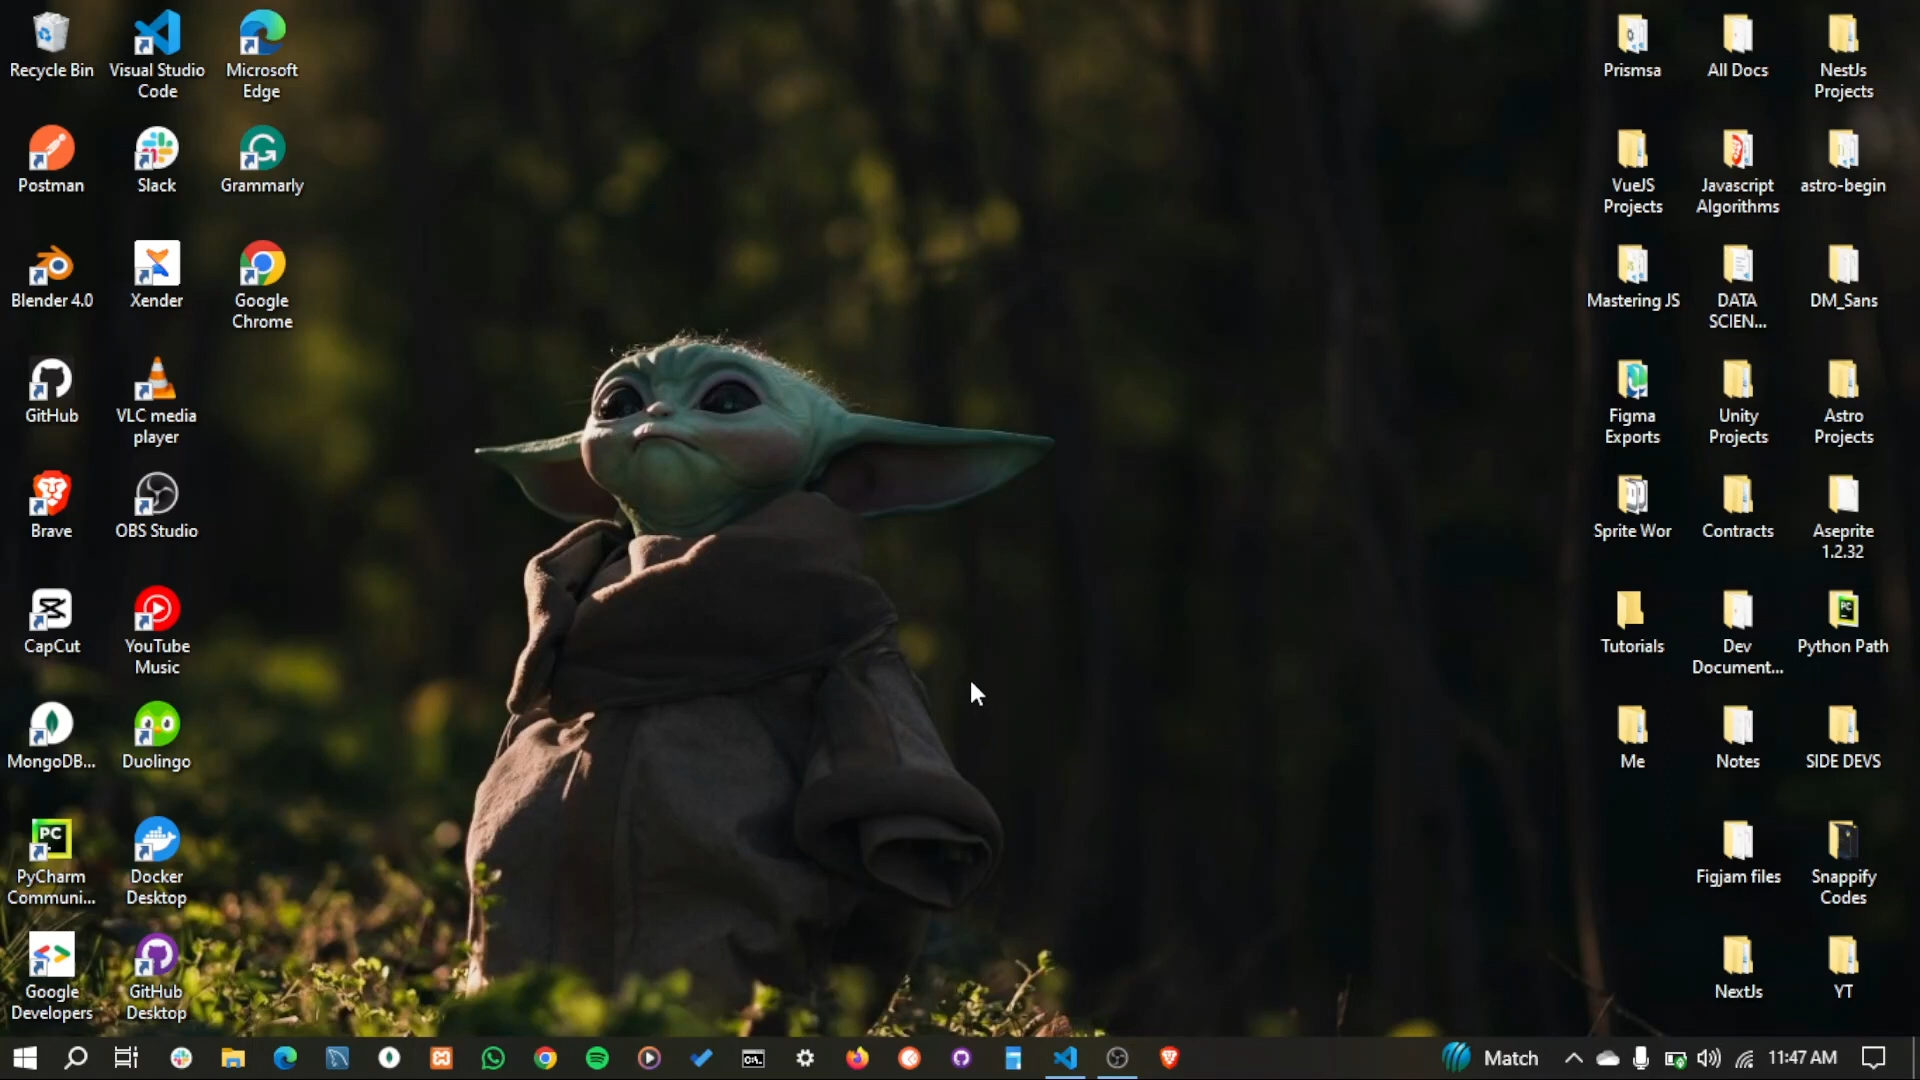 Recycle Bin
Visual Studio
Code
Microsoft
Edge
Postman
Slack
Grammarly
Blender 4.0
Xender
Google
Chrome
GitHub
VLC media
player
Brave
OBS Studio
CapCut
YouTube
Music
MongoDB...
Duolingo
PC
PyCharm
Communi...
Docker
Desktop
Google
Developers
GitHub
Desktop
Prismsa
All Docs
NestJs
Projects
VueJS
Projects
Javascript
Algorithms
astro-begin
Mastering JS
DATA
SCIEN...
DM_Sans
Figma
Exports
Unity
Projects
Astro
Projects
Sprite Wor
Contracts
Aseprite
1.2.32
Tutorials
Dev
Document...
PC
Python Path
Me
Notes
SIDE DEVS
Figjam files
Snappify
Codes
NextJs
YT
Match
11:47 AM